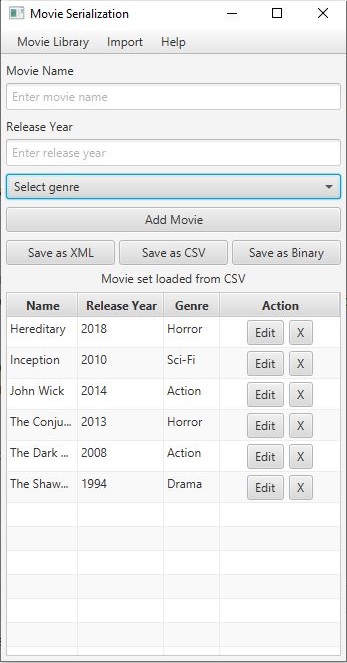 Movie Serialization
Movie Library Import Help
Movie Name
Enter movie name
Release Year
Enter release year
Select genre
Add Movie
Save as XML Save as CSV Save as Binary
Movie set loaded from CSV
Name Release Year Genre Action
Hereditary 2018 Horror Edit X
Inception 2010 Sci-Fi Edit X
John Wick 2014 Action Edit X
The Conju... 2013 Horror Edit X
The Dark ... 2008 Action Edit X
The Shaw... 1994 Drama Edit X